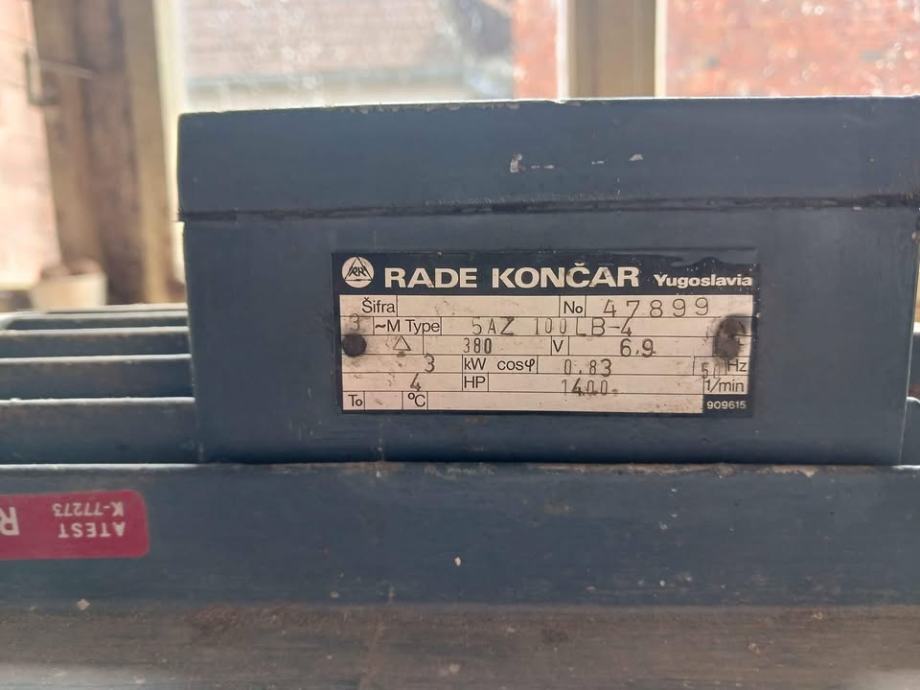 RADE KONČAR Yugoslavia
Šifra No 47899
3 ~M Type 5AZ 100LB-4
△ 380 V 6.9
3 kW cosφ 0.83 50 Hz
4 HP 1400 1/min
To °C 909615
ATEST
K-77273
R